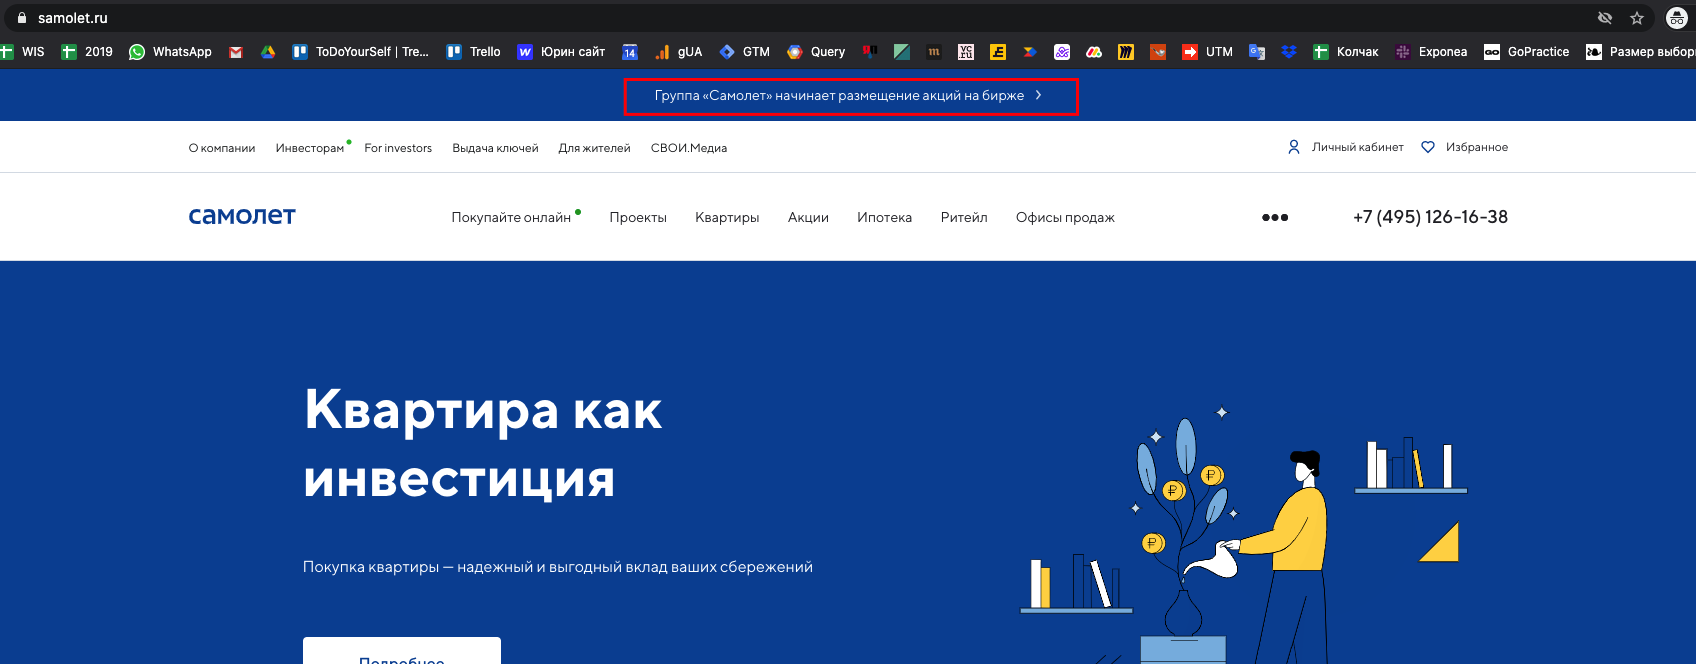 samolet.ru
WIS 2019 WhatsApp ToDoYourSelf | Tre... Trello Юрин сайт 14 gUA GTM Query UTM Колчак Exponea GoPractice Размер выбор
Группа «Самолет» начинает размещение акций на бирже
О компании Инвесторам For investors Выдача ключей Для жителей СВОИ.Медиа Личный кабинет Избранное
самолет Покупайте онлайн Проекты Квартиры Акции Ипотека Ритейл Офисы продаж +7 (495) 126-16-38
Квартира как
инвестиция
Покупка квартиры — надежный и выгодный вклад ваших сбережений
Подробнее